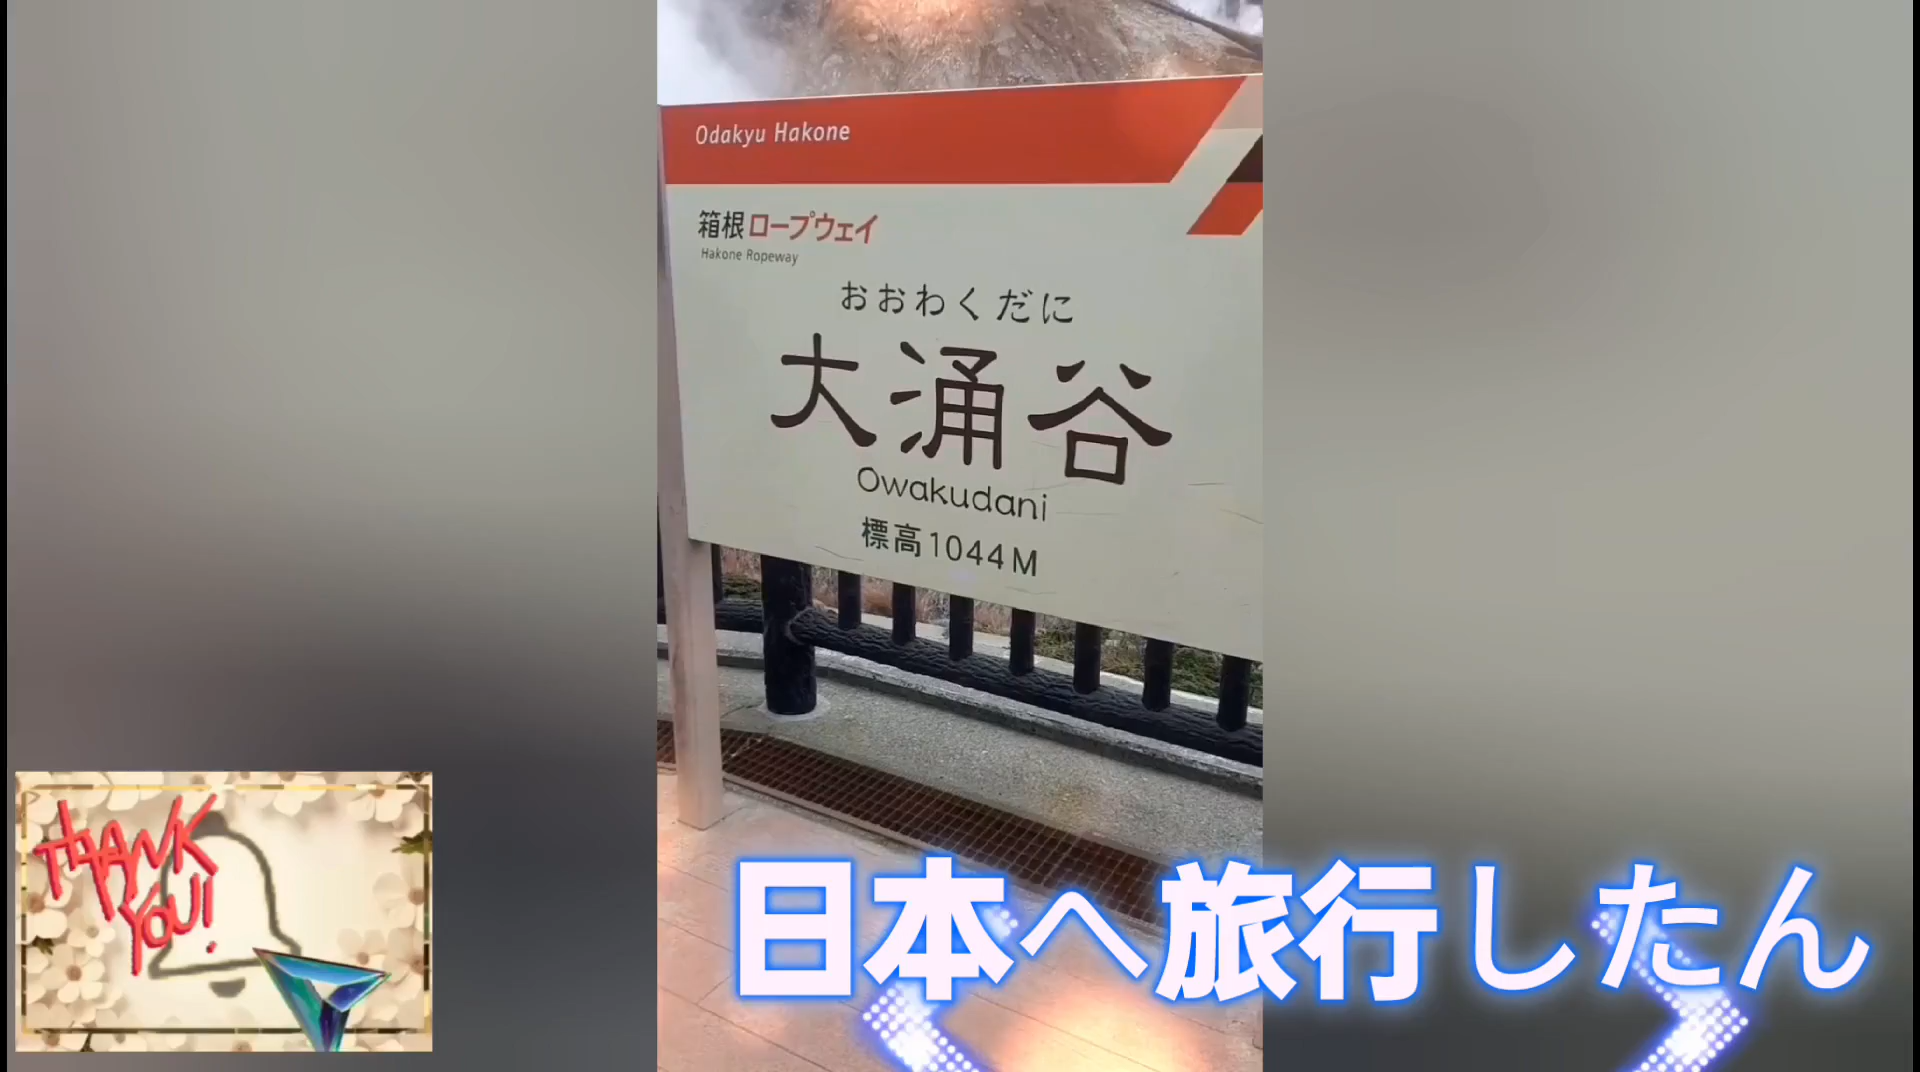 Odakyu Hakone
箱根ロープウェイ
Hakone Ropeway
おおわくだに
大涌谷
Owakudani
標高1044M
THANK
YOU!
日本へ旅行したん